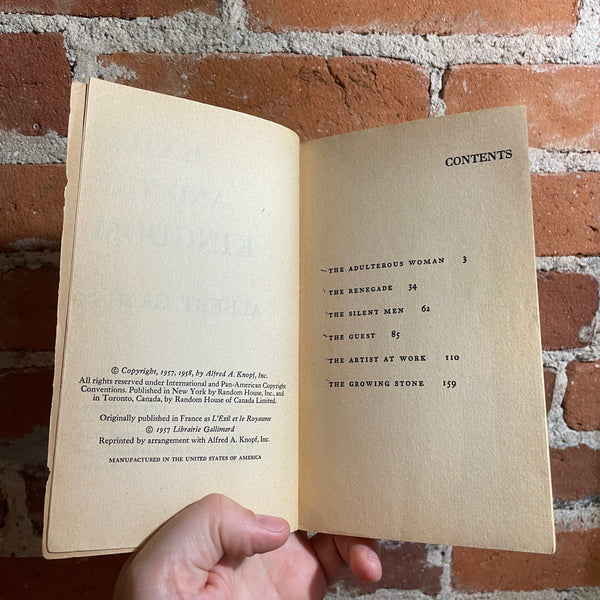 © Copyright, 1957, 1958, by Alfred A. Knopf, Inc.
All rights reserved under International and Pan-American Copyright
Conventions. Published in New York by Random House, Inc., and
in Toronto, Canada, by Random House of Canada Limited.
Originally published in France as L'Exil et le Royaume
© 1957 Librairie Gallimard
Reprinted by arrangement with Alfred A. Knopf, Inc.
MANUFACTURED IN THE UNITED STATES OF AMERICA
CONTENTS
THE ADULTEROUS WOMAN 3
THE RENEGADE 34
THE SILENT MEN 62
THE GUEST 85
THE ARTIST AT WORK 110
THE GROWING STONE 159